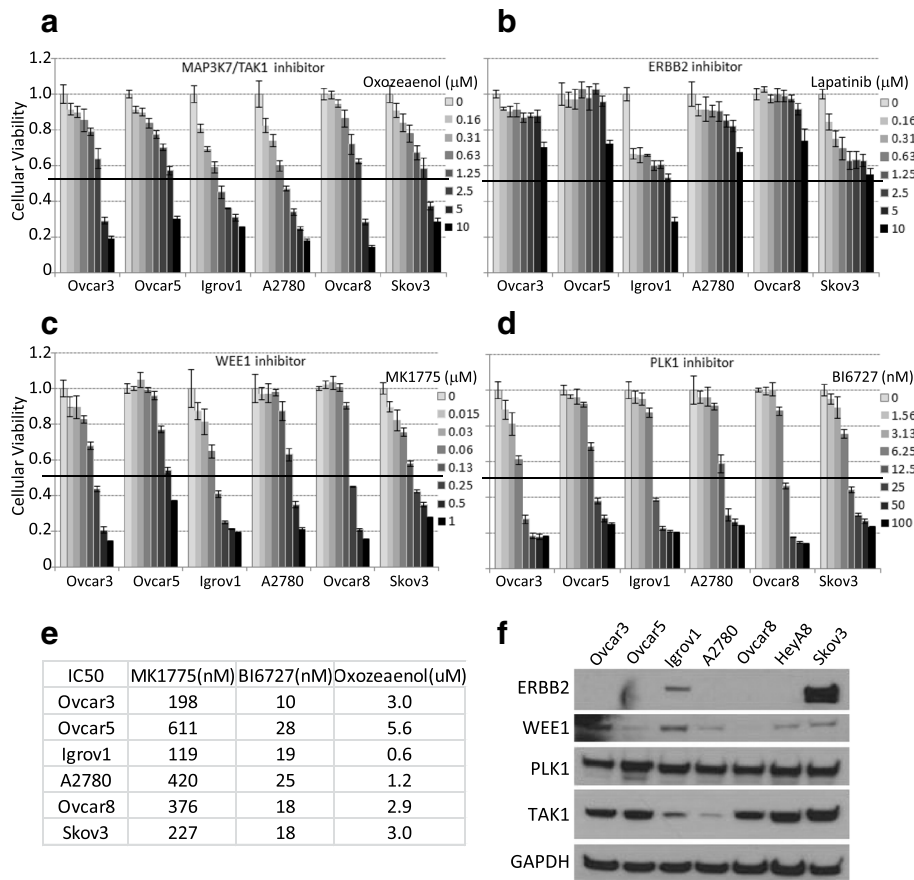 a
MAP3K7/TAK1 inhibitor
Oxozeaenol (µM)
0
0.16
0.31
0.63
1.25
2.5
5
10
Cellular Viability
1.2
1.0
0.8
0.6
0.4
0.2
0
Ovcar3 Ovcar5 Igrov1 A2780 Ovcar8 Skov3
b
ERBB2 inhibitor
Lapatinib (µM)
0
0.16
0.31
0.63
1.25
2.5
5
10
Ovcar3 Ovcar5 Igrov1 A2780 Ovcar8 Skov3
c
WEE1 inhibitor
MK1775 (µM)
0
0.015
0.03
0.06
0.13
0.25
0.5
1
Cellular Viability
1.2
1.0
0.8
0.6
0.4
0.2
0
Ovcar3 Ovcar5 Igrov1 A2780 Ovcar8 Skov3
d
PLK1 inhibitor
BI6727 (nM)
0
1.56
3.13
6.25
12.5
25
50
100
Ovcar3 Ovcar5 Igrov1 A2780 Ovcar8 Skov3
e
IC50 MK1775(nM) BI6727(nM) Oxozeaenol(uM)
Ovcar3 198 10 3.0
Ovcar5 611 28 5.6
Igrov1 119 19 0.6
A2780 420 25 1.2
Ovcar8 376 18 2.9
Skov3 227 18 3.0
f
Ovcar3 Ovcar5 Igrov1 A2780 Ovcar8 HeyA8 Skov3
ERBB2
WEE1
PLK1
TAK1
GAPDH